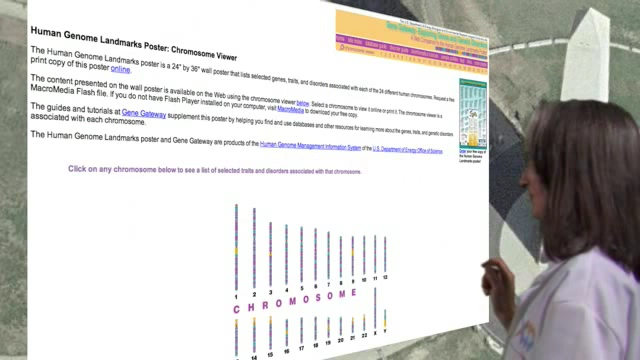 Human Genome Landmarks Poster: Chromosome Viewer
The Human Genome Landmarks poster is a 24" by 36" wall poster that lists selected genes, traits, and disorders associated with each of the 24 different human chromosomes. Request a free
print copy of this poster online.
The content presented on the wall poster is available on the Web using the chromosome viewer below. Select a chromosome to view it online or print it. The chromosome viewer is a
MacroMedia Flash file. If you do not have Flash Player installed on your computer, visit MacroMedia to download your free copy.
The guides and tutorials at Gene Gateway supplement this poster by helping you find and use databases and other resources for learning more about the genes, traits, and genetic disorders
associated with each chromosome.
The Human Genome Landmarks poster and Gene Gateway are products of the Human Genome Management Information System of the U.S. Department of Energy Office of Science.
Click on any chromosome below to see a list of selected traits and disorders associated with that chromosome.
1 2 3 4 5 6 7 8 9 10 11 12
CHROMOSOME
14 15 16 17 18 19 20 21 22 X Y